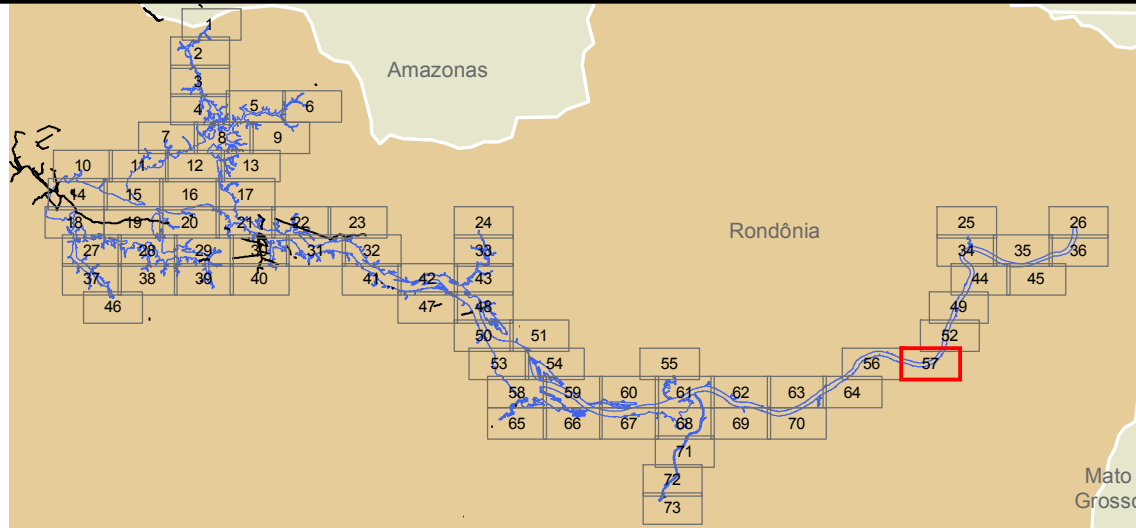 1
2
Amazonas
3
4 5 6
7 8 9
10 11 12 13
14 15 16 17
18 19 20 21 22 23 24 Rondônia 25 26
27 28 29 30 31 32 33 34 35 36
37 38 39 40 41 42 43 44 45
46 47 48 49
50 51 52
53 54 55 56 57
58 59 60 61 62 63 64
65 66 67 68 69 70
71
72 Mato
73 Grosso